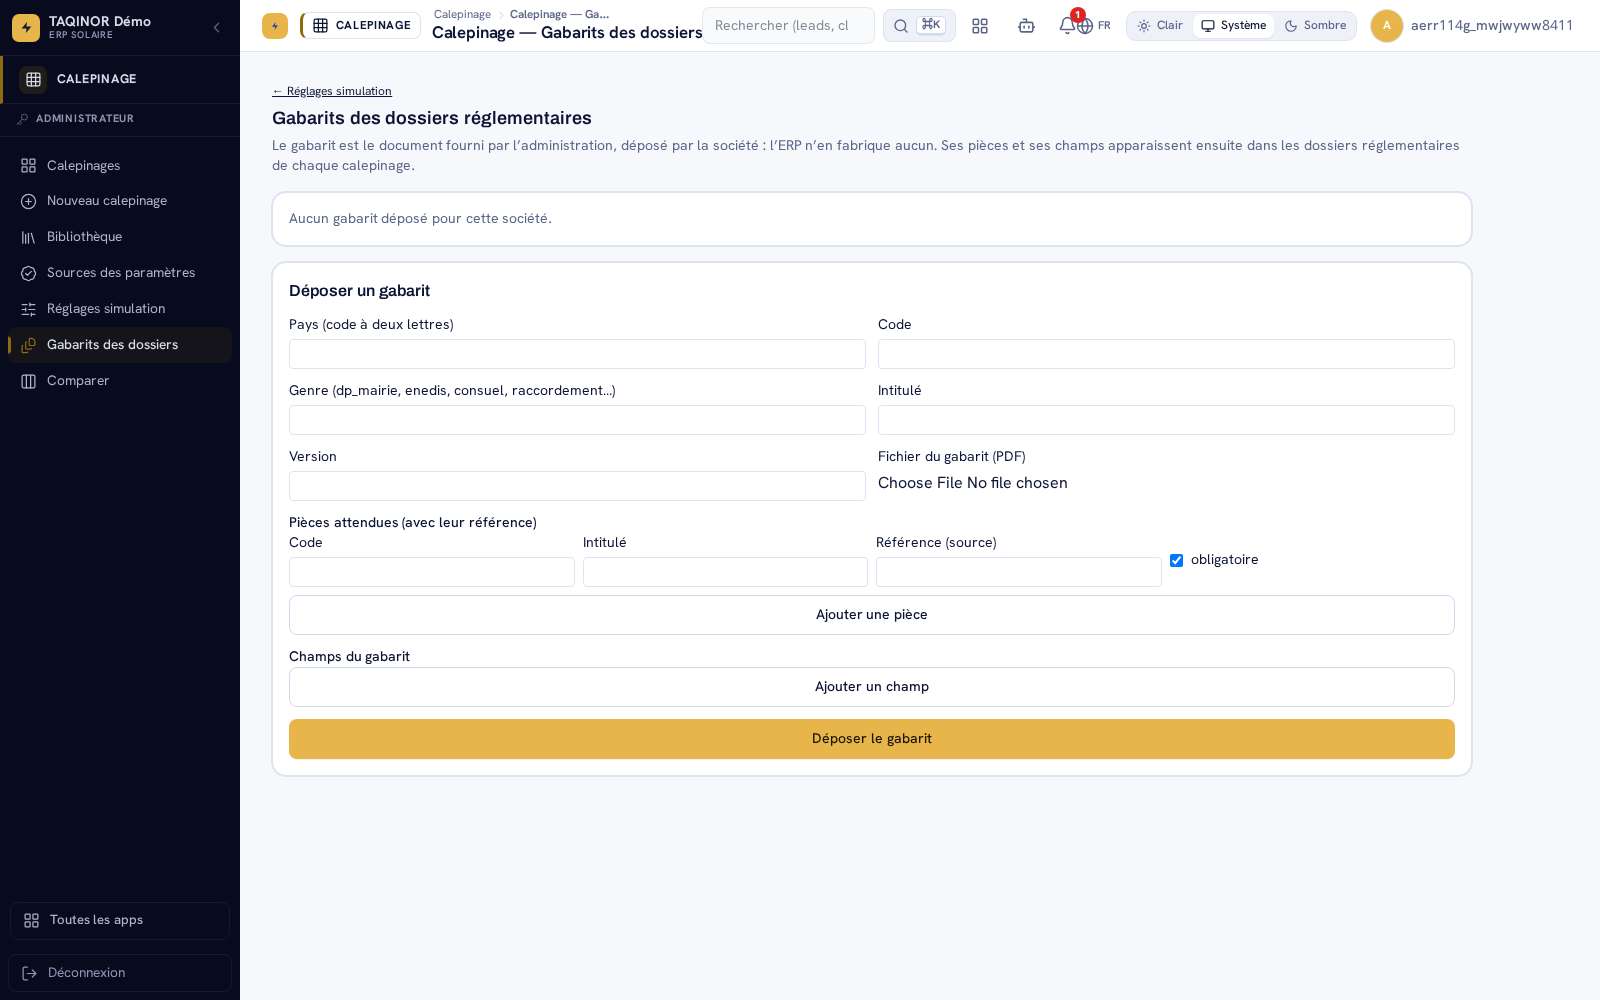 TAQINOR Démo
ERP SOLAIRE
CALEPINAGE
ADMINISTRATEUR
Calepinages
Nouveau calepinage
Bibliothèque
Sources des paramètres
Réglages simulation
Gabarits des dossiers
Comparer
Toutes les apps
Déconnexion
CALEPINAGE
Calepinage
Calepinage — Ga...
Calepinage — Gabarits des dossiers
Rechercher (leads, cl
⌘K
1
FR
Clair
Système
Sombre
A
aerr114g_mwjwyww8411
← Réglages simulation
Gabarits des dossiers réglementaires
Le gabarit est le document fourni par l’administration, déposé par la société : l’ERP n’en fabrique aucun. Ses pièces et ses champs apparaissent ensuite dans les dossiers réglementaires
de chaque calepinage.
Aucun gabarit déposé pour cette société.
Déposer un gabarit
Pays (code à deux lettres)
Code
Genre (dp_mairie, enedis, consuel, raccordement…)
Intitulé
Version
Fichier du gabarit (PDF)
Choose File No file chosen
Pièces attendues (avec leur référence)
Code
Intitulé
Référence (source)
obligatoire
Ajouter une pièce
Champs du gabarit
Ajouter un champ
Déposer le gabarit